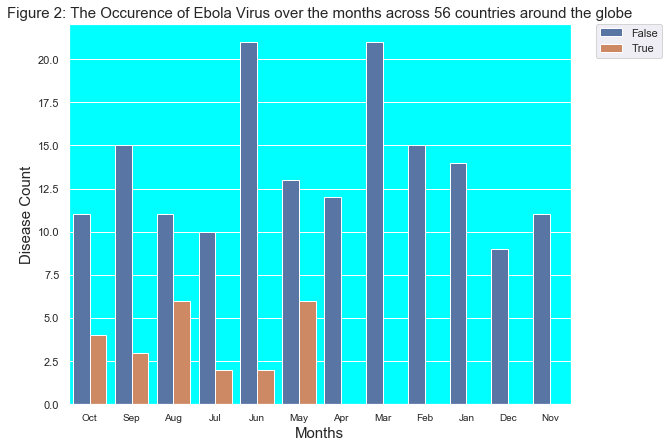 Figure 2: The Occurence of Ebola Virus over the months across 56 countries around the globe
False
True
20.0
17.5
15.0
12.5
10.0
7.5
5.0
2.5
0.0
Disease Count
Oct Sep Aug Jul Jun May Apr Mar Feb Jan Dec Nov
Months